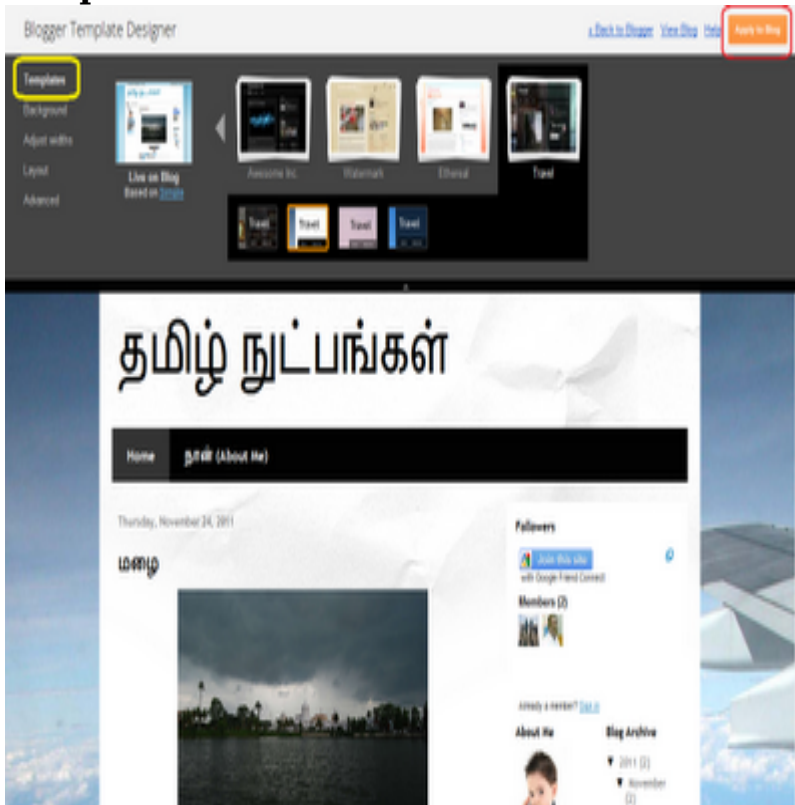 Blogger Template Designer
« Back to Blogger View Blog Help Apply to Blog
Templates
Background
Adjust widths
Layout
Advanced
Live on Blog
Based on Simple
Awesome Inc.
Watermark
Ethereal
Travel
Travel Travel Travel Travel
தமிழ் நுட்பங்கள்
Home நான் (About Me)
Thursday, November 24, 2011
மழை
Followers
Join this site
with Google Friend Connect
Members (2)
Already a member? Sign in
About Me
Blog Archive
▼ 2011 (2)
▼ November
(2)